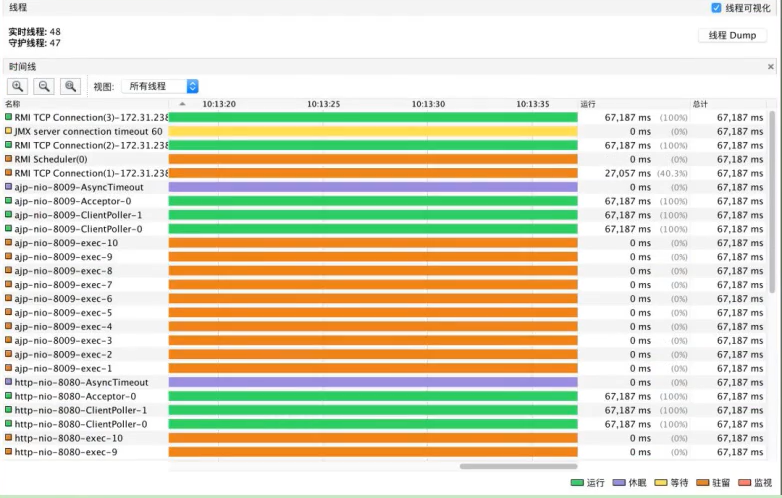 线程
线程可视化
实时线程: 48
守护线程: 47
线程 Dump
时间线
视图: 所有线程
名称 10:13:20 10:13:25 10:13:30 10:13:35 运行 总计
RMI TCP Connection(3)-172.31.238 67,187 ms (100%) 67,187 ms
JMX server connection timeout 60 0 ms (0%) 67,187 ms
RMI TCP Connection(2)-172.31.238 67,187 ms (100%) 67,187 ms
RMI Scheduler(0) 0 ms (0%) 67,187 ms
RMI TCP Connection(1)-172.31.238 27,057 ms (40.3%) 67,187 ms
ajp-nio-8009-AsyncTimeout 0 ms (0%) 67,187 ms
ajp-nio-8009-Acceptor-0 67,187 ms (100%) 67,187 ms
ajp-nio-8009-ClientPoller-1 67,187 ms (100%) 67,187 ms
ajp-nio-8009-ClientPoller-0 67,187 ms (100%) 67,187 ms
ajp-nio-8009-exec-10 0 ms (0%) 67,187 ms
ajp-nio-8009-exec-9 0 ms (0%) 67,187 ms
ajp-nio-8009-exec-8 0 ms (0%) 67,187 ms
ajp-nio-8009-exec-7 0 ms (0%) 67,187 ms
ajp-nio-8009-exec-6 0 ms (0%) 67,187 ms
ajp-nio-8009-exec-5 0 ms (0%) 67,187 ms
ajp-nio-8009-exec-4 0 ms (0%) 67,187 ms
ajp-nio-8009-exec-3 0 ms (0%) 67,187 ms
ajp-nio-8009-exec-2 0 ms (0%) 67,187 ms
ajp-nio-8009-exec-1 0 ms (0%) 67,187 ms
http-nio-8080-AsyncTimeout 0 ms (0%) 67,187 ms
http-nio-8080-Acceptor-0 67,187 ms (100%) 67,187 ms
http-nio-8080-ClientPoller-1 67,187 ms (100%) 67,187 ms
http-nio-8080-ClientPoller-0 67,187 ms (100%) 67,187 ms
http-nio-8080-exec-10 0 ms (0%) 67,187 ms
http-nio-8080-exec-9 0 ms (0%) 67,187 ms
运行 休眠 等待 驻留 监视